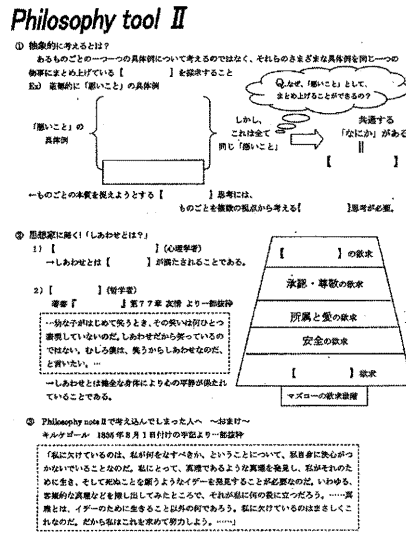 Philosophy tool Ⅱ
① 抽象的に考えるとは？
あるものごとの一つ一つの具体例について考えるのではなく、それらのさまざまな具体例を同じ一つの
物事にまとめ上げている【 】を探求すること
Ex) 直感的に「悪いこと」の具体例
Q.なぜ、「悪いこと」として、
まとめ上げることができるの？
「悪いこと」の
具体例
しかし、
これは全て
同じ「悪いこと」
共通する
「なにか」がある
||
【 】
←ものごとの本質を捉えようとする【 】思考には、
ものごとを複数の視点から考える【 】思考が必要。
② 思想家に聞く！「しあわせとは？」
1) 【 】(心理学者)
→しあわせとは【 】が満たされることである。
2) 【 】(哲学者)
著書『 』第77章 友情 より一部抜粋
…幼な子がはじめて笑うとき、その笑いは何ひとつ
表現していないのだ。しあわせだから笑っているの
ではない。むしろ僕は、笑うからしあわせなのだ、
と言いたい。…
→しあわせとは健全な身体により心の平静が保たれ
ていることである。
【 】の欲求
承認・尊敬の欲求
所属と愛の欲求
安全の欲求
【 】欲求
マズローの欲求段階
③ Philosophy noteⅡで考え込んでしまった人へ ～おまけ～
キルケゴール 1835年8月1日付けの手記より一部抜粋
「私に欠けているのは、私が何をなすべきか、ということについて、私自身に決心がつ
かないでいることなのだ。私にとって、真理であるような真理を発見し、私がそれのた
めに生き、そして死ぬことを願うようなイデーを発見することが必要なのだ。いわゆる、
客観的な真理などを探し出してみたところで、それが私に何の役に立つだろう。……真
理とは、イデーのために生きること以外の何であろう。私に欠けているのはまさしくこ
れなのだ。だから私はこれを求めて努力しよう。……」